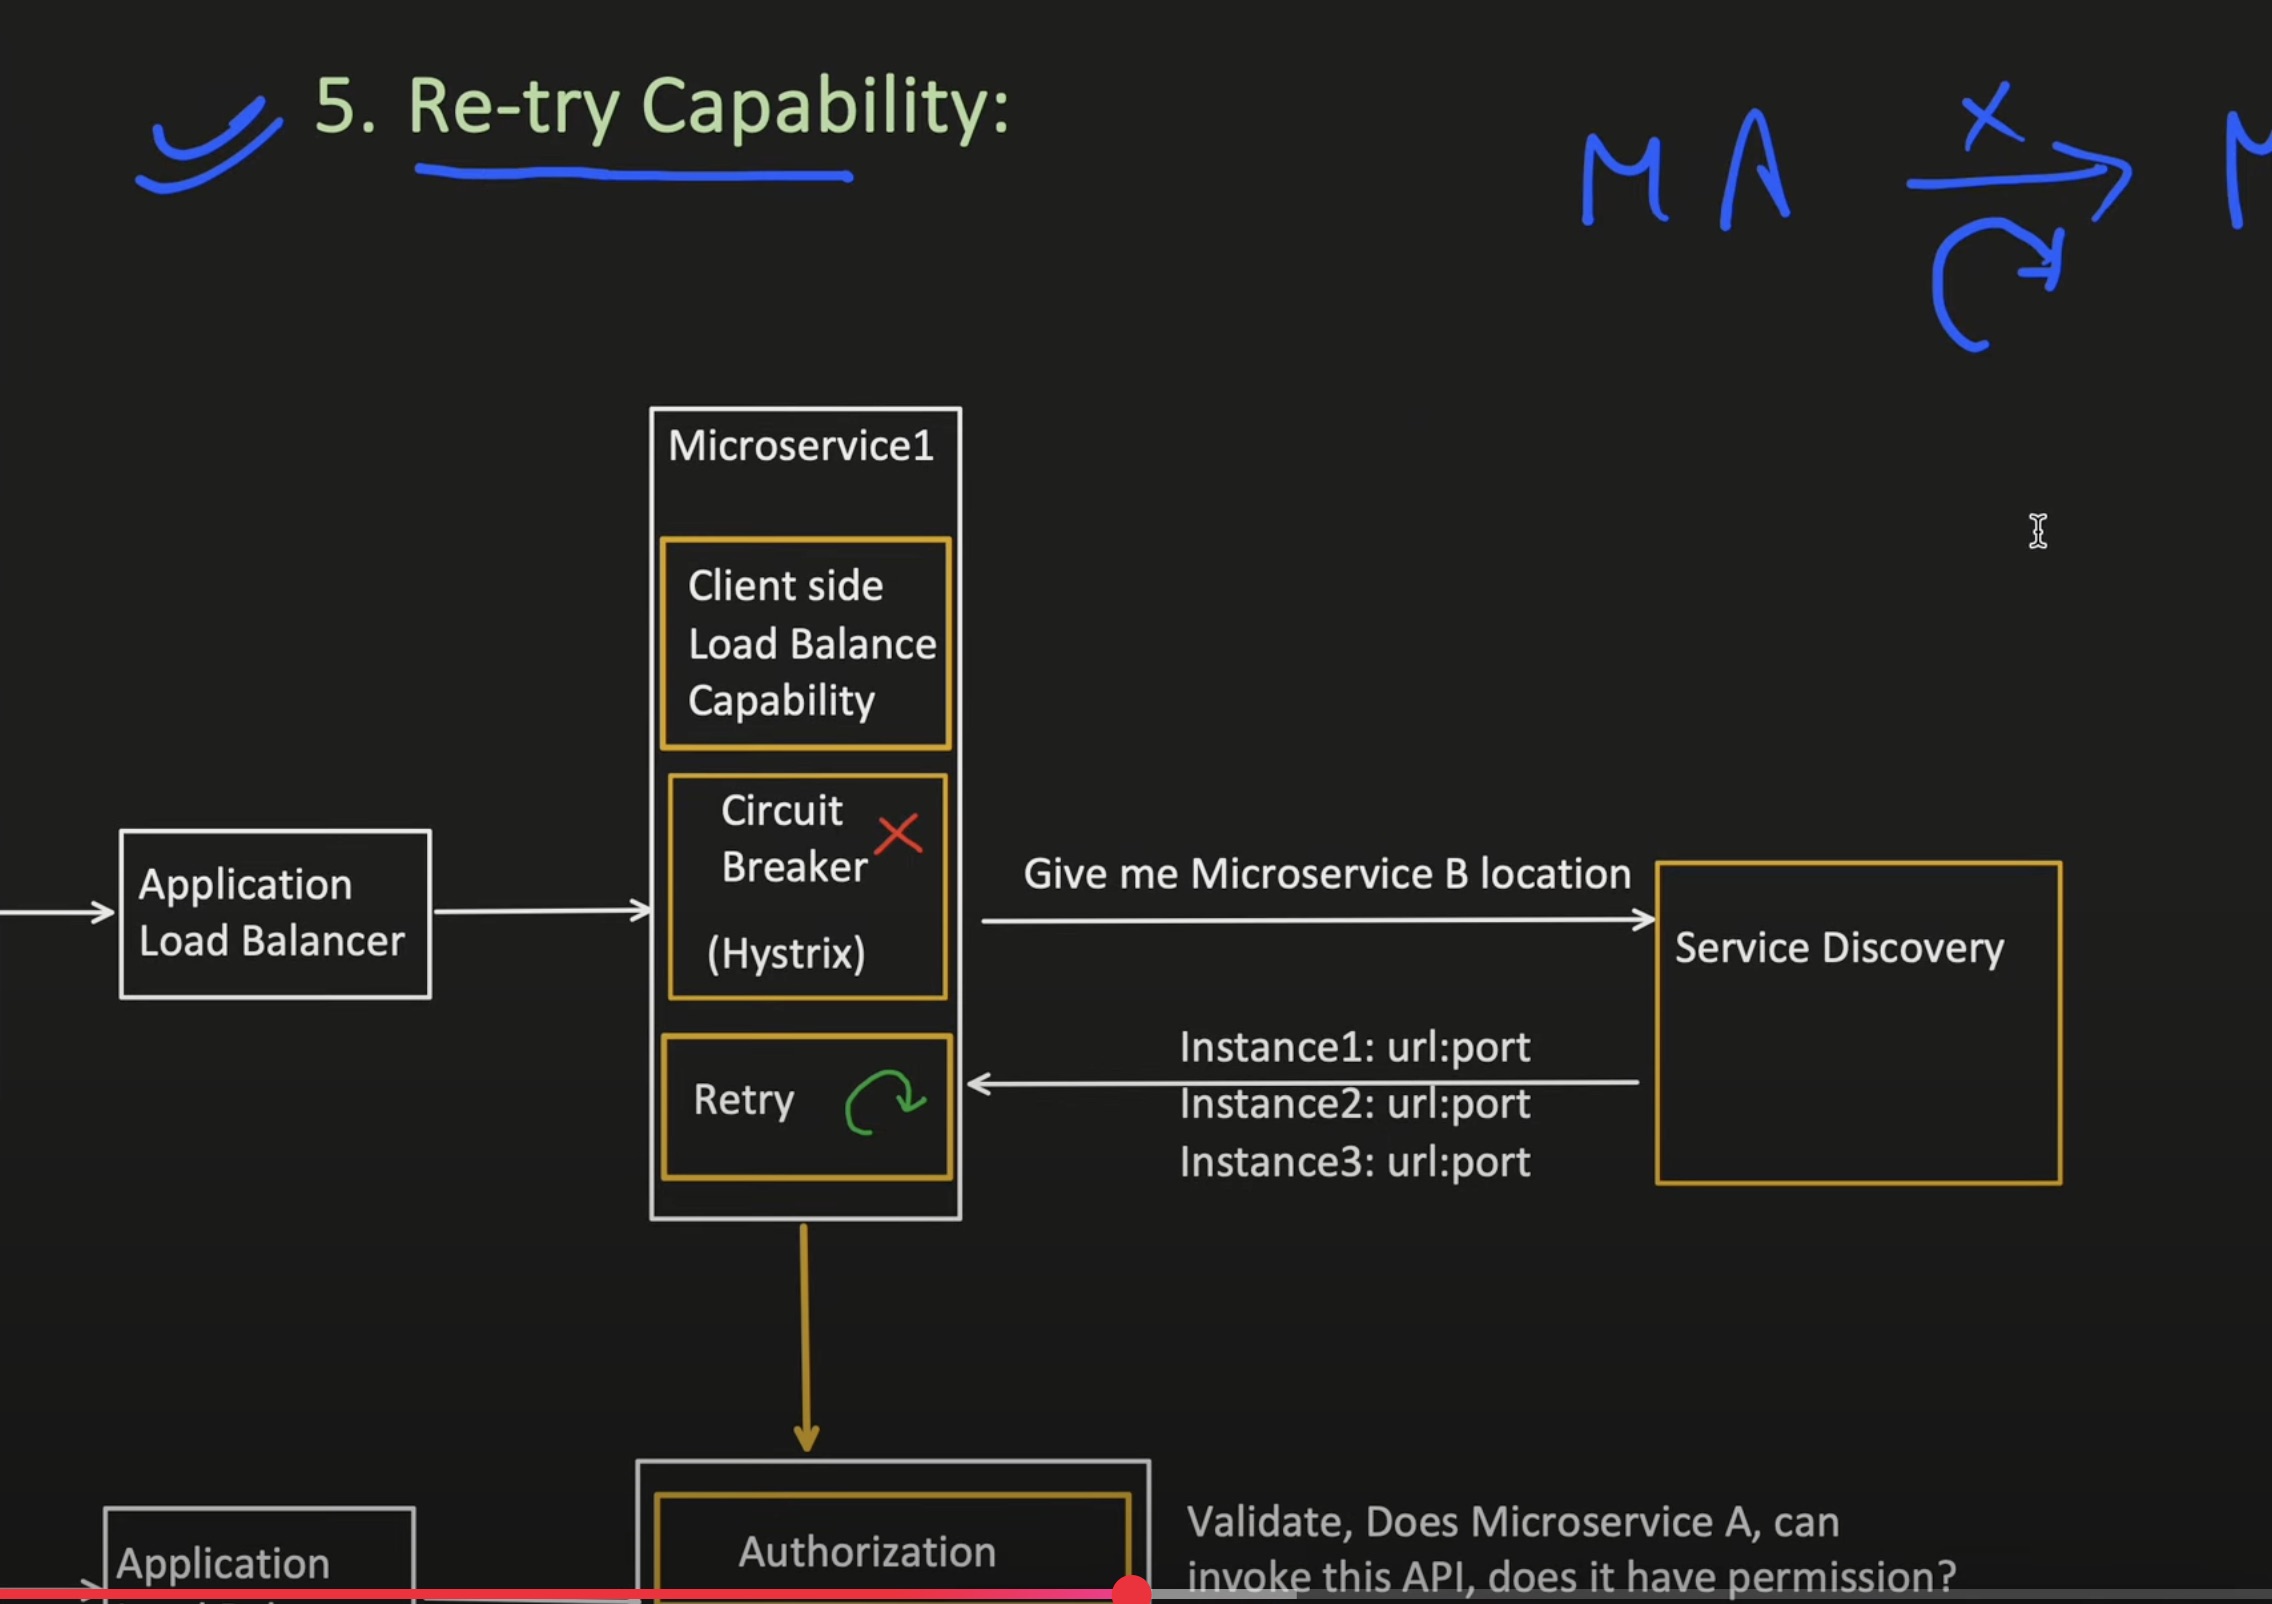 5. Re-try Capability:
MA
M
Microservice1
Client side
Load Balance
Capability
Circuit
Breaker
(Hystrix)
Retry
Application
Load Balancer
Give me Microservice B location
Service Discovery
Instance1: url:port
Instance2: url:port
Instance3: url:port
Authorization
Validate, Does Microservice A, can
invoke this API, does it have permission?
Application